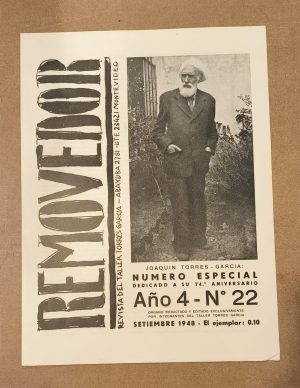 REMOVEDOR
REVISTA DEL TALLER TORRES GARCIA — ABAYUBA 2781 - UTE 23421 MONTEVIDEO
JOAQUIN TORRES - GARCIA:
NUMERO ESPECIAL
DEDICADO A SU 74.º ANIVERSARIO
Año 4 - Nº 22
ORGANO REDACTADO Y EDITADO EXCLUSIVAMENTE
POR INTEGRANTES DEL TALLER TORRES GARCIA
SETIEMBRE 1948 - El ejemplar: 0.10